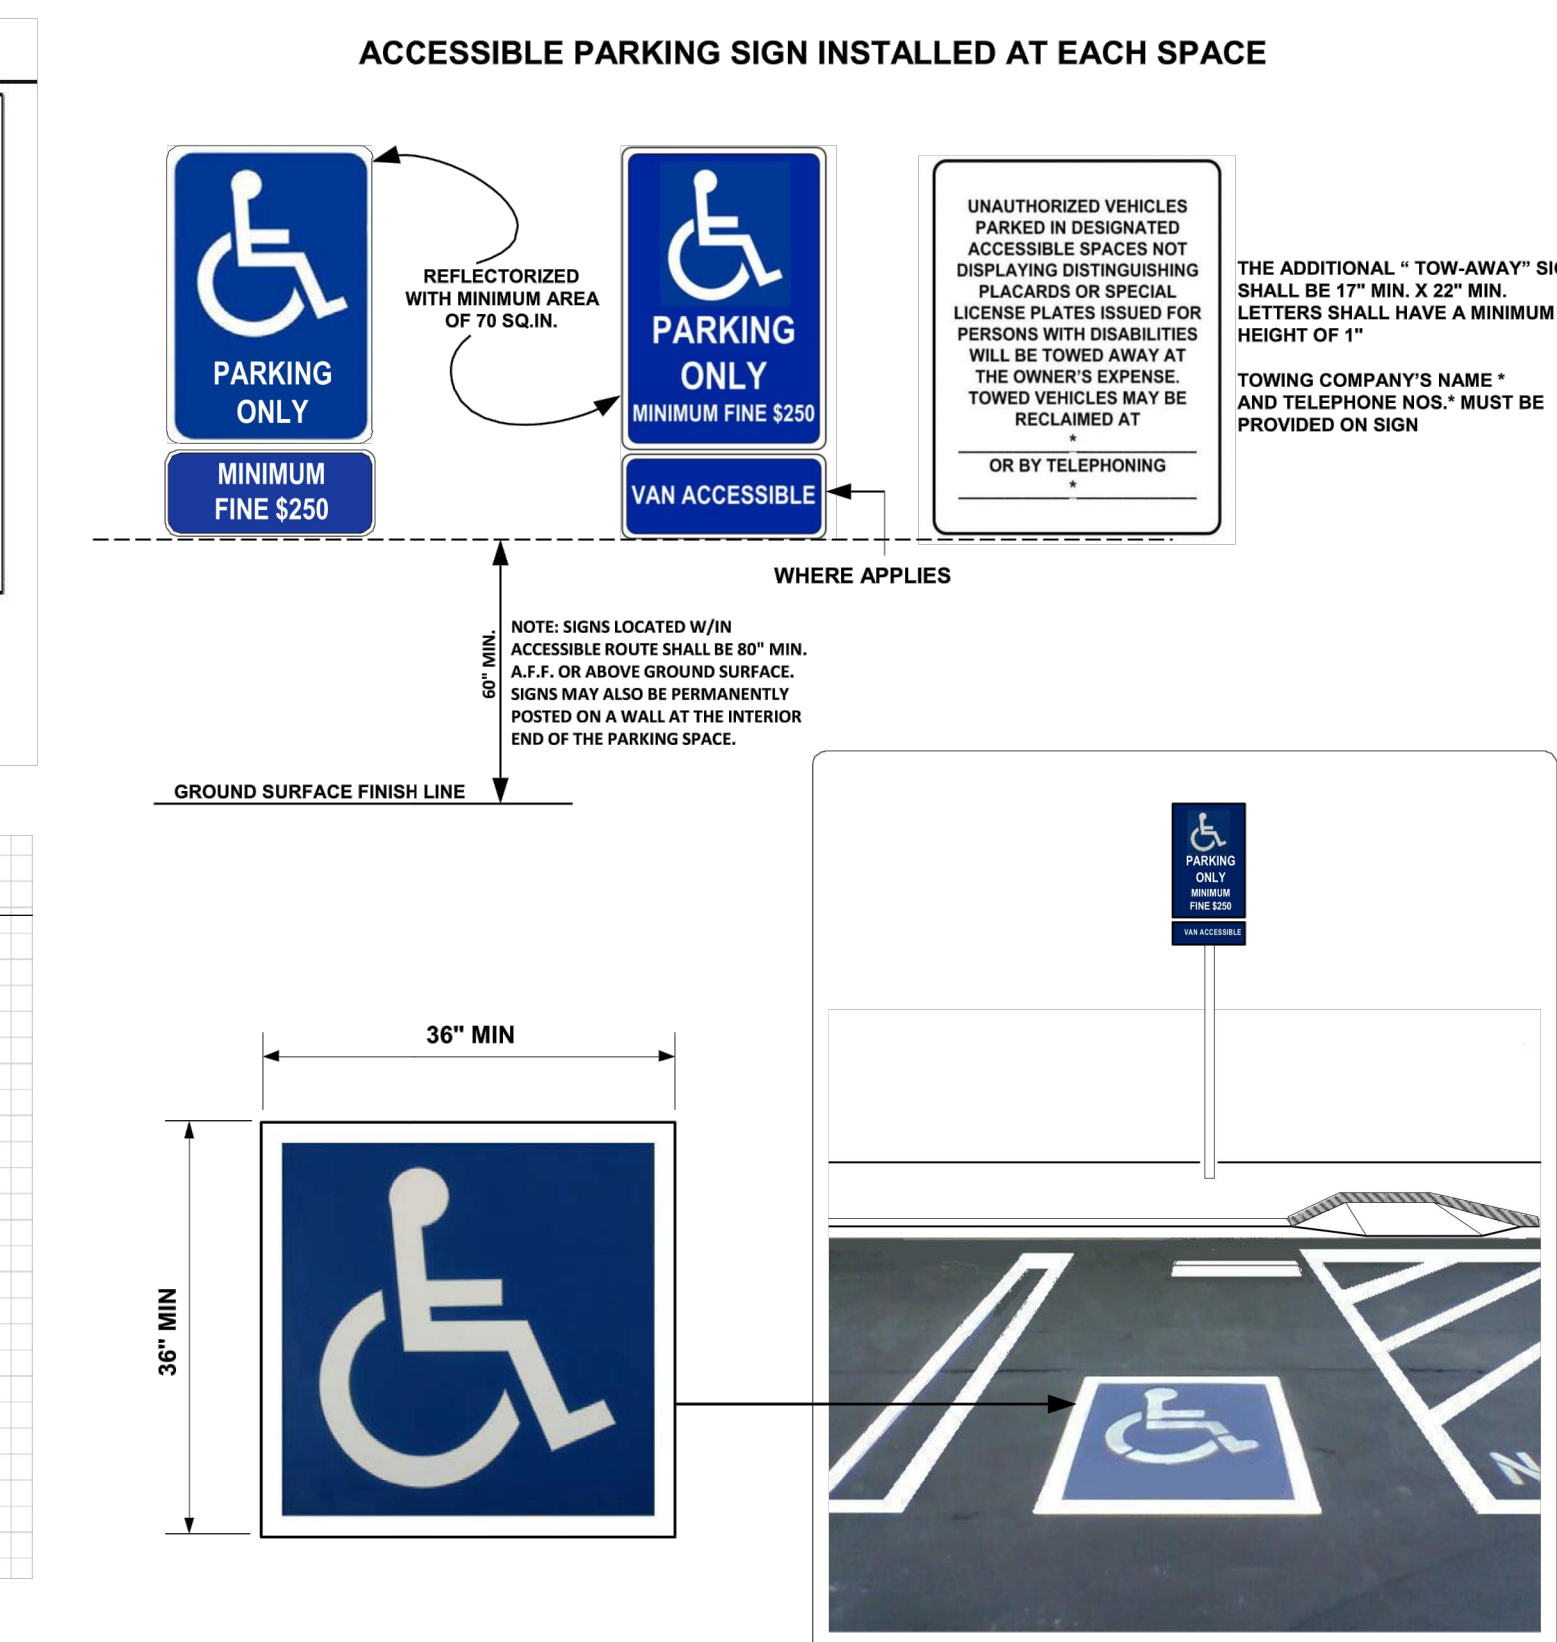 ACCESSIBLE PARKING SIGN INSTALLED AT EACH SPACE
PARKING
ONLY
MINIMUM
FINE $250
REFLECTORIZED
WITH MINIMUM AREA
OF 70 SQ.IN.
PARKING
ONLY
MINIMUM FINE $250
VAN ACCESSIBLE
WHERE APPLIES
UNAUTHORIZED VEHICLES
PARKED IN DESIGNATED
ACCESSIBLE SPACES NOT
DISPLAYING DISTINGUISHING
PLACARDS OR SPECIAL
LICENSE PLATES ISSUED FOR
PERSONS WITH DISABILITIES
WILL BE TOWED AWAY AT
THE OWNER'S EXPENSE.
TOWED VEHICLES MAY BE
RECLAIMED AT
*
OR BY TELEPHONING
*
THE ADDITIONAL “ TOW-AWAY”
SHALL BE 17" MIN. X 22" MIN.
LETTERS SHALL HAVE A MINIMUM
HEIGHT OF 1"
TOWING COMPANY'S NAME *
AND TELEPHONE NOS.* MUST BE
PROVIDED ON SIGN
60" MIN.
NOTE: SIGNS LOCATED W/IN
ACCESSIBLE ROUTE SHALL BE 80" MIN.
A.F.F. OR ABOVE GROUND SURFACE.
SIGNS MAY ALSO BE PERMANENTLY
POSTED ON A WALL AT THE INTERIOR
END OF THE PARKING SPACE.
GROUND SURFACE FINISH LINE
PARKING
ONLY
MINIMUM
FINE $250
VAN ACCESSIBLE
36" MIN
36" MIN
N